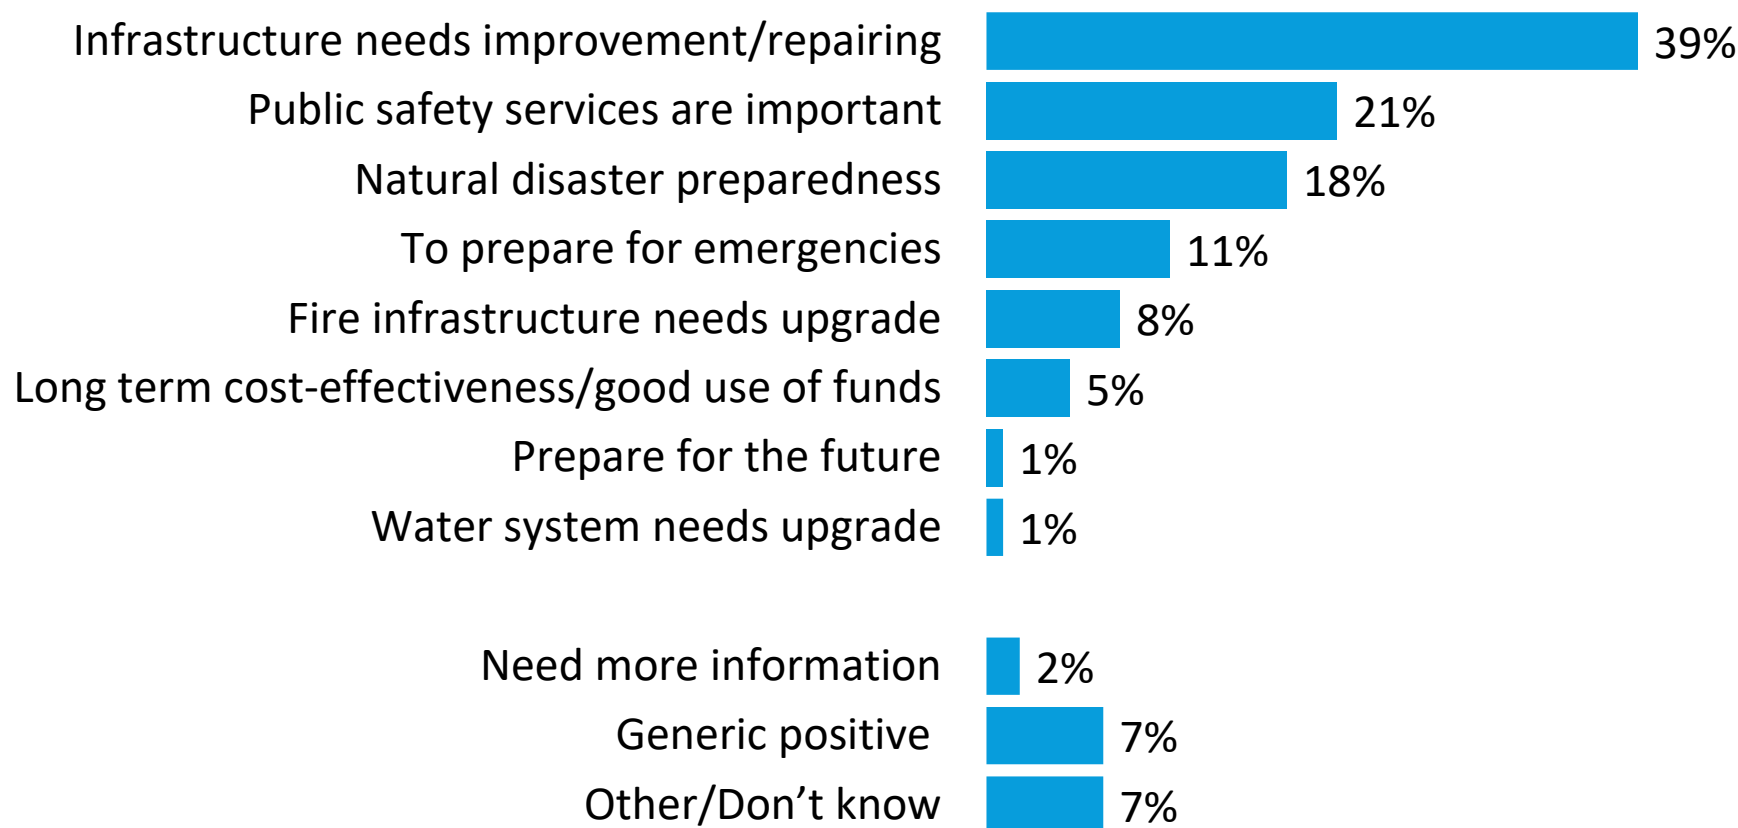 Infrastructure needs improvement/repairing 39%
Public safety services are important 21%
Natural disaster preparedness 18%
To prepare for emergencies 11%
Fire infrastructure needs upgrade 8%
Long term cost-effectiveness/good use of funds 5%
Prepare for the future 1%
Water system needs upgrade 1%
Need more information 2%
Generic positive 7%
Other/Don’t know 7%